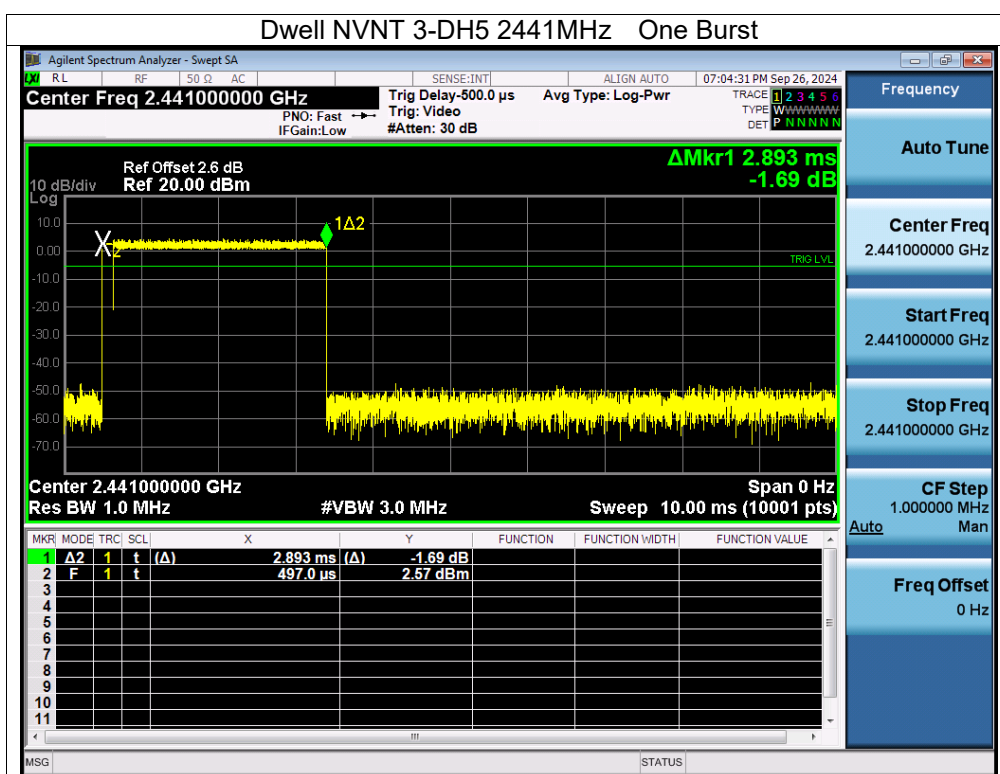 Dwell NVNT 3-DH5 2441MHz One Burst
Agilent Spectrum Analyzer - Swept SA
LXI RL RF 50 Ω AC SENSE:INT ALIGN AUTO 07:04:31 PM Sep 26, 2024
Center Freq 2.441000000 GHz Trig Delay-500.0 µs Avg Type: Log-Pwr TRACE 1 2 3 4 5 6
PNO: Fast Trig: Video TYPE WWWWWW
IFGain:Low #Atten: 30 dB DET P N N N N N
Frequency
Auto Tune
Center Freq
2.441000000 GHz
Start Freq
2.441000000 GHz
Stop Freq
2.441000000 GHz
CF Step
1.000000 MHz
Auto Man
Freq Offset
0 Hz
ΔMkr1 2.893 ms
-1.69 dB
Ref Offset 2.6 dB
10 dB/div Ref 20.00 dBm
Log
10.0
0.00
-10.0
-20.0
-30.0
-40.0
-50.0
-60.0
-70.0
1Δ2
2
TRIG LVL
Center 2.441000000 GHz Span 0 Hz
Res BW 1.0 MHz #VBW 3.0 MHz Sweep 10.00 ms (10001 pts)
MKR MODE TRC SCL X Y FUNCTION FUNCTION WIDTH FUNCTION VALUE
1 Δ2 1 t (Δ) 2.893 ms (Δ) -1.69 dB
2 F 1 t 497.0 µs 2.57 dBm
3
4
5
6
7
8
9
10
11
MSG STATUS